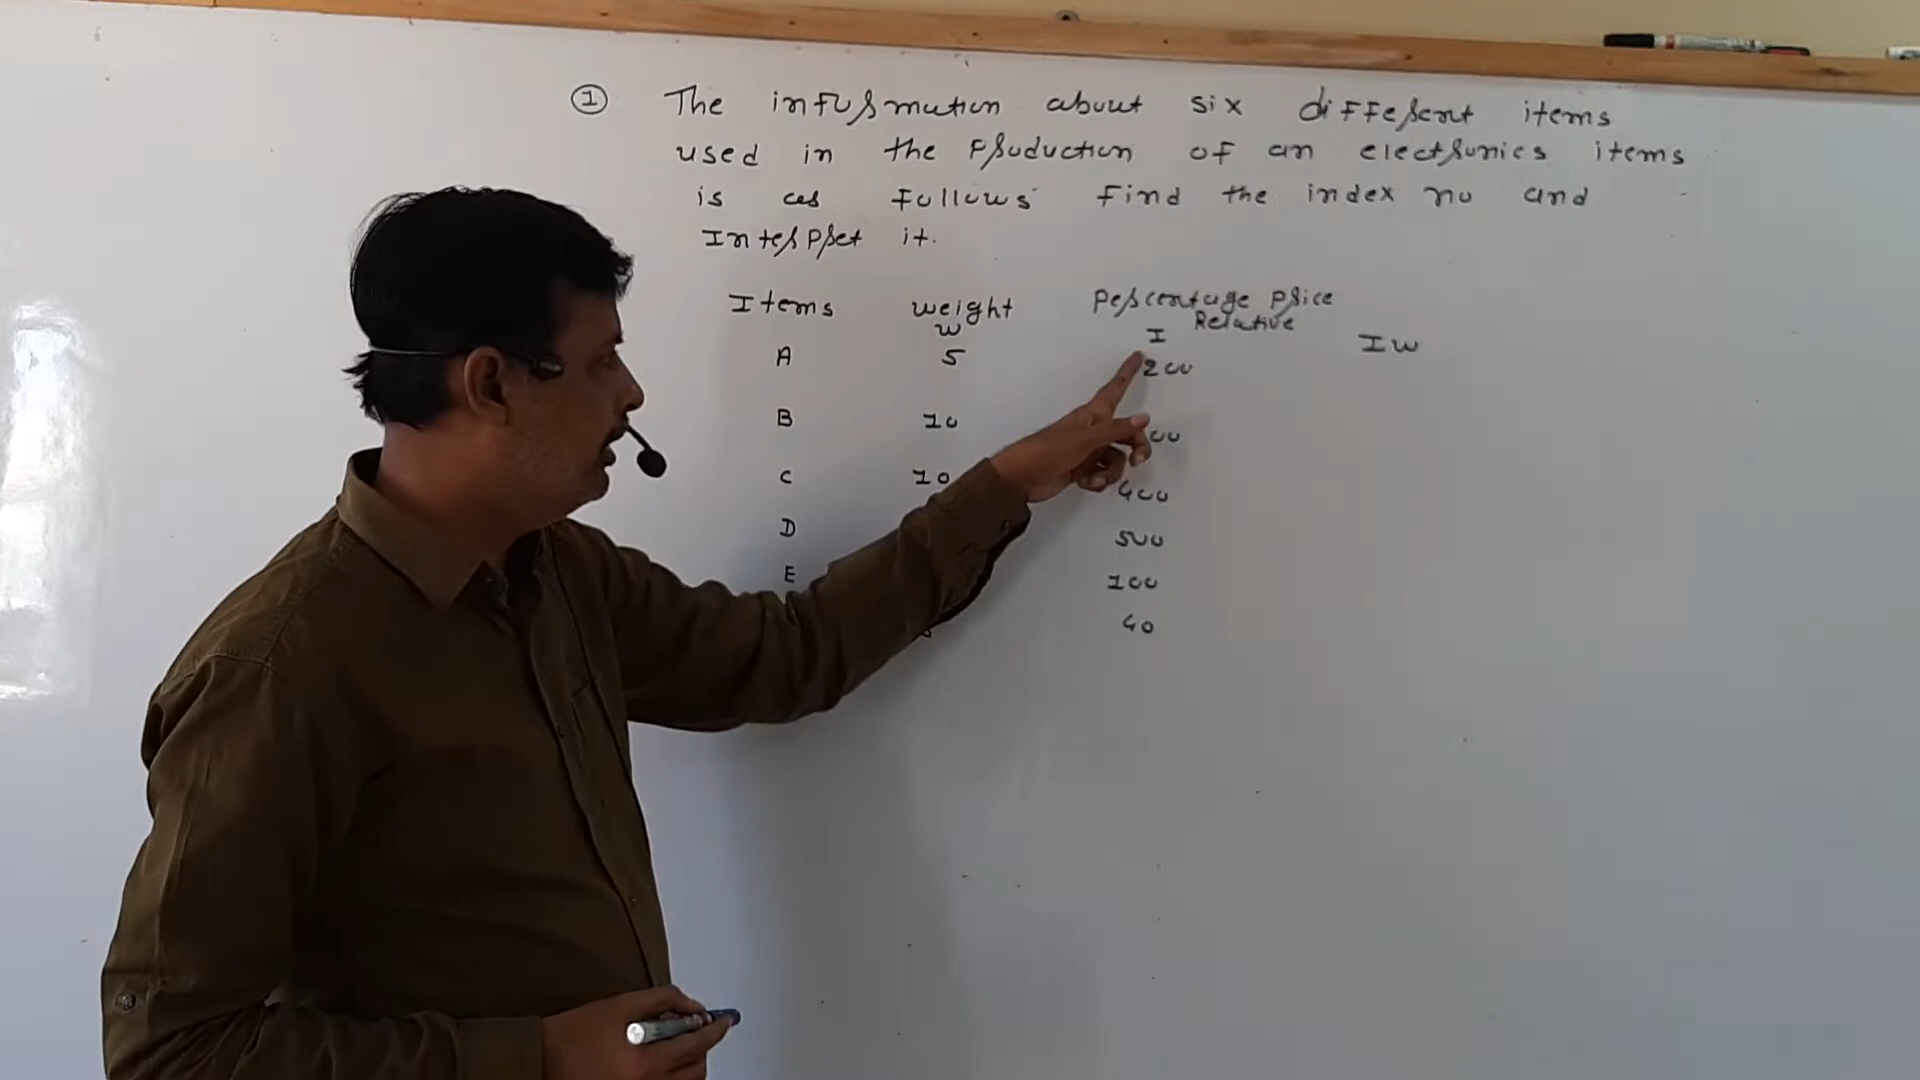 ① The information about six different items
used in the production of an electronics items
is as follows. Find the index no and
Interpret it.
Items weight Percentage Price
w Relative
I Iw
A 5 200
B 10 00
C 10 400
D 500
E 100
40